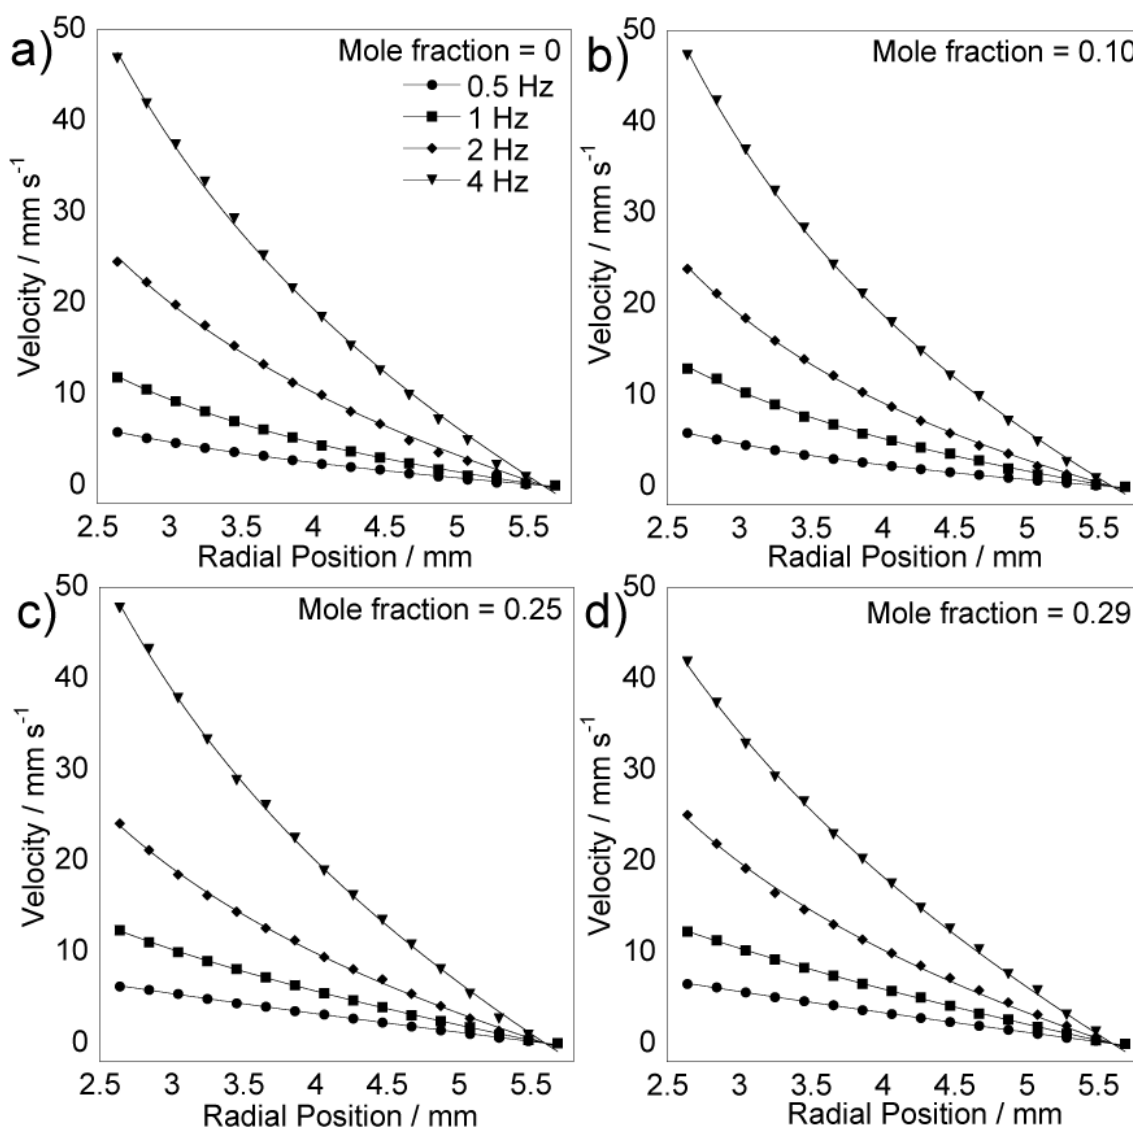 a)
Mole fraction = 0
0.5 Hz
1 Hz
2 Hz
4 Hz
Velocity / mm s⁻¹
50
40
30
20
10
0
2.5 3 3.5 4 4.5 5 5.5
Radial Position / mm
b)
Mole fraction = 0.10
Velocity / mm s⁻¹
50
40
30
20
10
0
2.5 3 3.5 4 4.5 5 5.5
Radial Position / mm
c)
Mole fraction = 0.25
Velocity / mm s⁻¹
50
40
30
20
10
0
2.5 3 3.5 4 4.5 5 5.5
Radial Position / mm
d)
Mole fraction = 0.29
Velocity / mm s⁻¹
50
40
30
20
10
0
2.5 3 3.5 4 4.5 5 5.5
Radial Position / mm